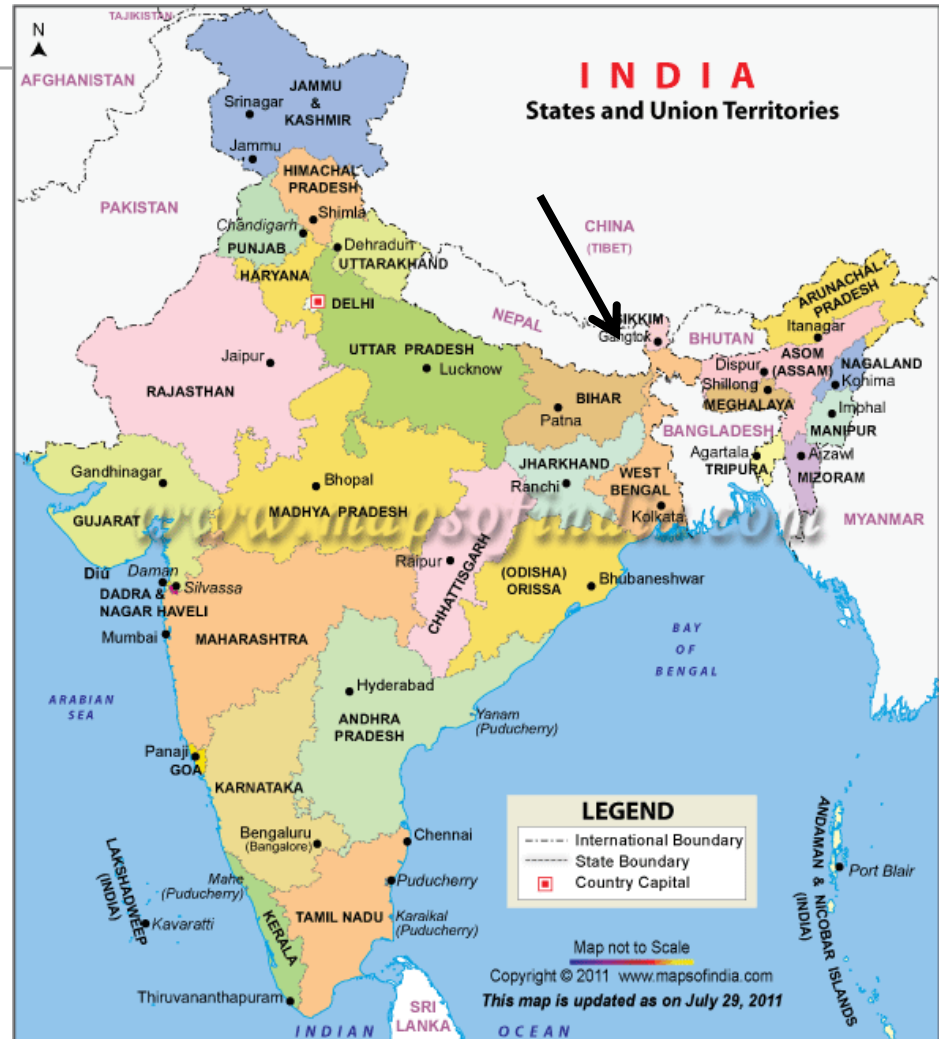 TAJIKISTAN
N
AFGHANISTAN
INDIA
States and Union Territories
JAMMU
&
KASHMIR
Srinagar
Jammu
HIMACHAL
PRADESH
PAKISTAN
Shimla
Chandigarh
PUNJAB
CHINA
(TIBET)
Dehradun
UTTARAKHAND
HARYANA
DELHI
ARUNACHAL
PRADESH
NEPAL
SIKKIM
Gangtok
BHUTAN
Itanagar
UTTAR PRADESH
Lucknow
Jaipur
RAJASTHAN
ASOM
(ASSAM)
Dispur
NAGALAND
Kohima
Shillong
MEGHALAYA
BIHAR
Patna
Imphal
MANIPUR
BANGLADESH
Agartala
TRIPURA
Aizawl
MIZORAM
Gandhinagar
GUJARAT
Bhopal
MADHYA PRADESH
JHARKHAND
Ranchi
WEST
BENGAL
Kolkata
www.mapsofindia.com
MYANMAR
Raipur
CHHATTISGARH
(ODISHA)
ORISSA
Bhubaneshwar
Diu
Daman
DADRA &
NAGAR HAVELI
Silvassa
Mumbai
MAHARASHTRA
BAY
OF
BENGAL
ARABIAN
SEA
Hyderabad
ANDHRA
PRADESH
Yanam
(Puducherry)
Panaji
GOA
KARNATAKA
Bengaluru
(Bangalore)
Chennai
LEGEND
International Boundary
State Boundary
Country Capital
LAKSHADWEEP
(INDIA)
Kavaratti
Mahe
(Puducherry)
KERALA
TAMIL NADU
Puducherry
Karaikal
(Puducherry)
ANDAMAN & NICOBAR ISLANDS
(INDIA)
Port Blair
Thiruvananthapuram
SRI
LANKA
Map not to Scale
Copyright © 2011 www.mapsofindia.com
This map is updated as on July 29, 2011
INDIAN OCEAN